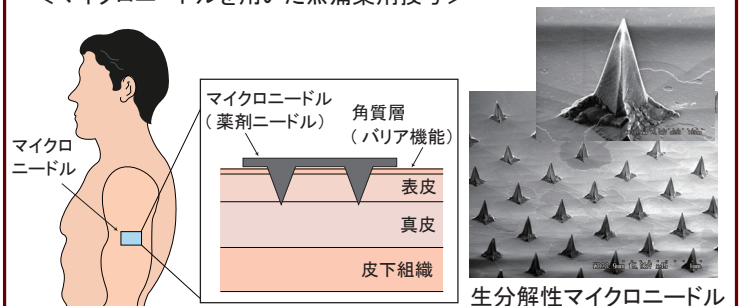 マイクロ
ニードル
マイクロニードル
(薬剤ニードル)
角質層
(バリア機能)
表皮
真皮
皮下組織
生分解性マイクロニードル